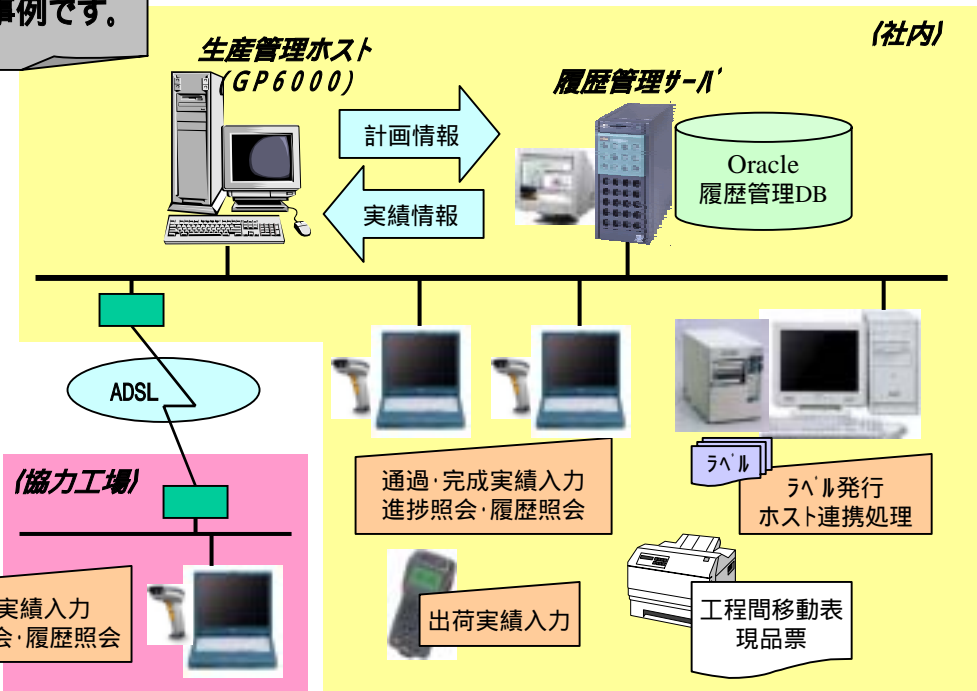 事例です。
(社内)
生産管理ホスト
(GP6000)
履歴管理サーバ
計画情報
実績情報
Oracle
履歴管理DB
ADSL
(協力工場)
通過・完成実績入力
進捗照会・履歴照会
ラベル
ラベル発行
ホスト連携処理
実績入力
会・履歴照会
出荷実績入力
工程間移動表
現品票